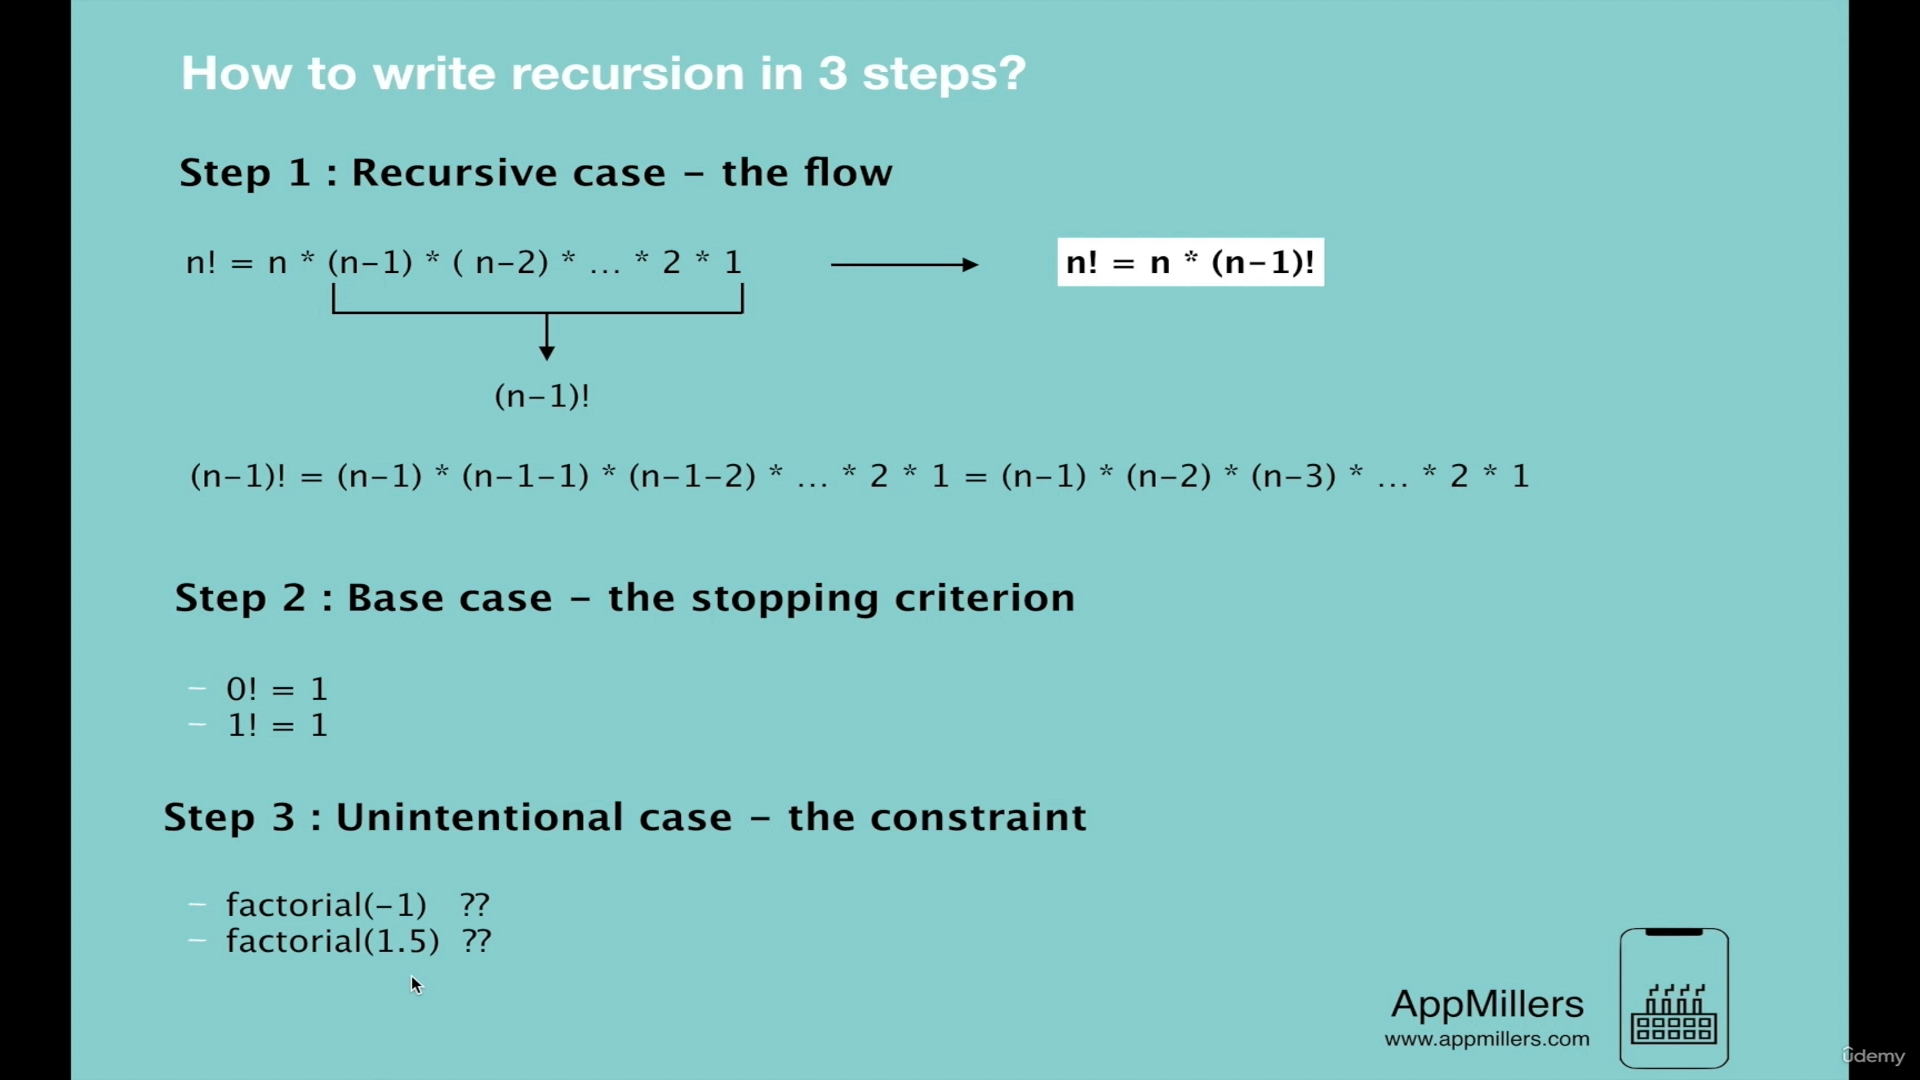 How to write recursion in 3 steps?
Step 1 : Recursive case – the flow
n! = n * (n-1) * ( n-2) * ... * 2 * 1
n! = n * (n-1)!
(n-1)!
(n-1)! = (n-1) * (n-1-1) * (n-1-2) * ... * 2 * 1 = (n-1) * (n-2) * (n-3) * ... * 2 * 1
Step 2 : Base case – the stopping criterion
– 0! = 1
– 1! = 1
Step 3 : Unintentional case – the constraint
– factorial(-1) ??
– factorial(1.5) ??
AppMillers
www.appmillers.com
ûdemy